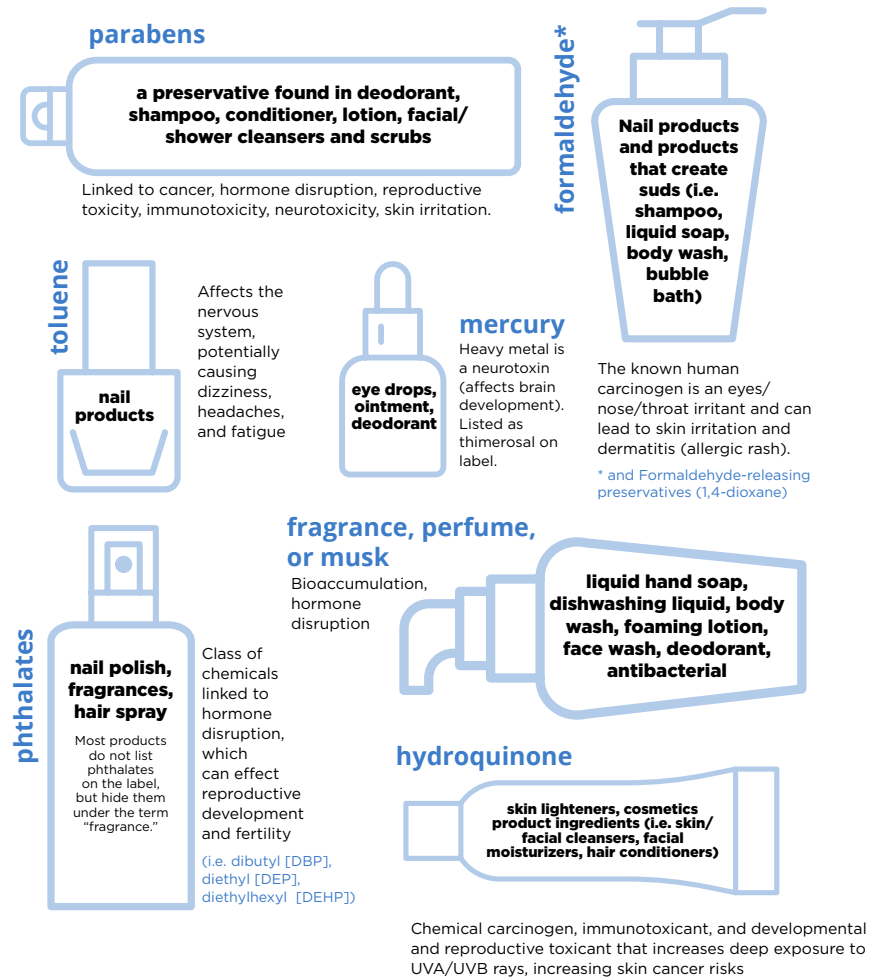 parabens
a preservative found in deodorant,
shampoo, conditioner, lotion, facial/
shower cleansers and scrubs
Linked to cancer, hormone disruption, reproductive
toxicity, immunotoxicity, neurotoxicity, skin irritation.
formaldehyde*
Nail products
and products
that create
suds (i.e.
shampoo,
liquid soap,
body wash,
bubble
bath)
The known human
carcinogen is an eyes/
nose/throat irritant and can
lead to skin irritation and
dermatitis (allergic rash).
* and Formaldehyde-releasing
preservatives (1,4-dioxane)
toluene
nail
products
Affects the
nervous
system,
potentially
causing
dizziness,
headaches,
and fatigue
mercury
eye drops,
ointment,
deodorant
Heavy metal is
a neurotoxin
(affects brain
development).
Listed as
thimerosal on
label.
phthalates
nail polish,
fragrances,
hair spray
Most products
do not list
phthalates
on the label,
but hide them
under the term
“fragrance.”
Class of
chemicals
linked to
hormone
disruption,
which
can effect
reproductive
development
and fertility
(i.e. dibutyl [DBP],
diethyl [DEP],
diethylhexyl [DEHP])
fragrance, perfume,
or musk
Bioaccumulation,
hormone
disruption
liquid hand soap,
dishwashing liquid, body
wash, foaming lotion,
face wash, deodorant,
antibacterial
hydroquinone
skin lighteners, cosmetics
product ingredients (i.e. skin/
facial cleansers, facial
moisturizers, hair conditioners)
Chemical carcinogen, immunotoxicant, and developmental
and reproductive toxicant that increases deep exposure to
UVA/UVB rays, increasing skin cancer risks